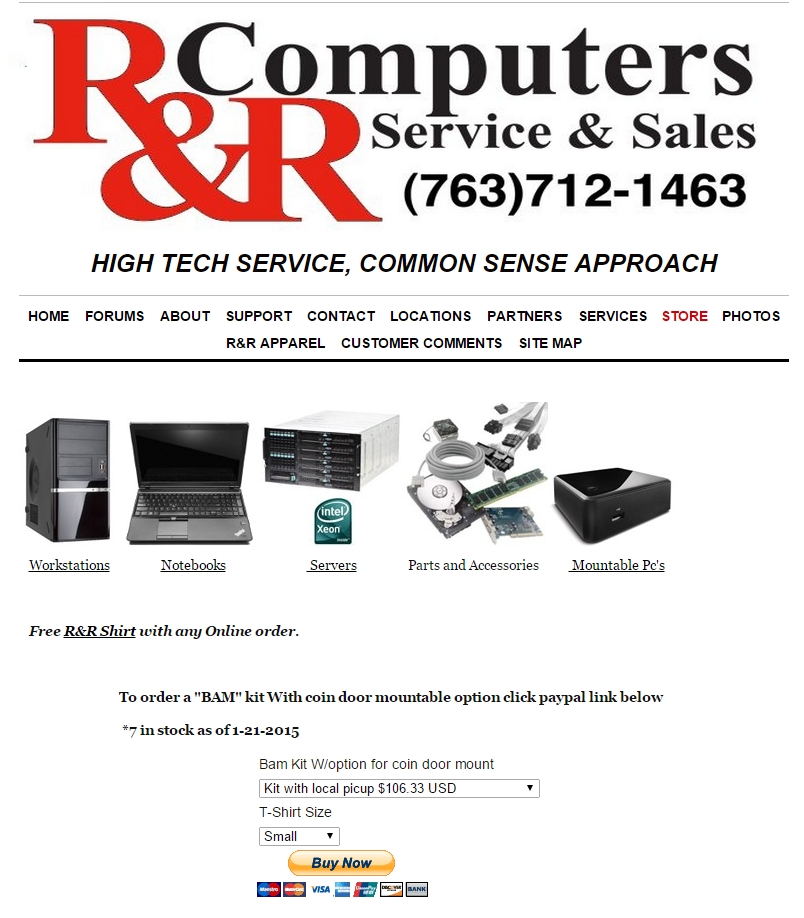 R&R Computers
Service & Sales
(763)712-1463
HIGH TECH SERVICE, COMMON SENSE APPROACH
HOME FORUMS ABOUT SUPPORT CONTACT LOCATIONS PARTNERS SERVICES STORE PHOTOS
R&R APPAREL CUSTOMER COMMENTS SITE MAP
intel
Xeon
inside
Workstations Notebooks Servers Parts and Accessories Mountable Pc's
Free R&R Shirt with any Online order.
To order a "BAM" kit With coin door mountable option click paypal link below
*7 in stock as of 1-21-2015
Bam Kit W/option for coin door mount
Kit with local picup $106.33 USD
T-Shirt Size
Small
Buy Now
Maestro MasterCard VISA DISCOVER BANK